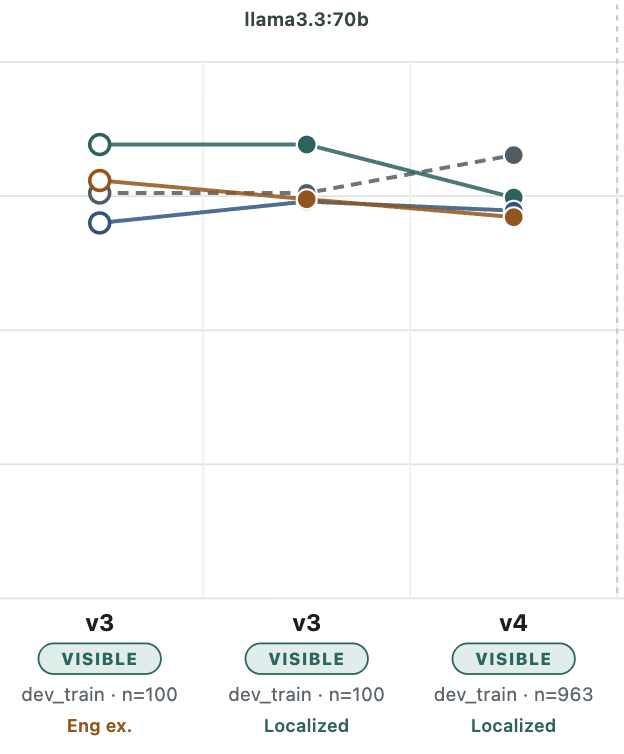 llama3.3:70b
v3 v3 v4
VISIBLE VISIBLE VISIBLE
dev_train · n=100 dev_train · n=100 dev_train · n=963
Eng ex. Localized Localized